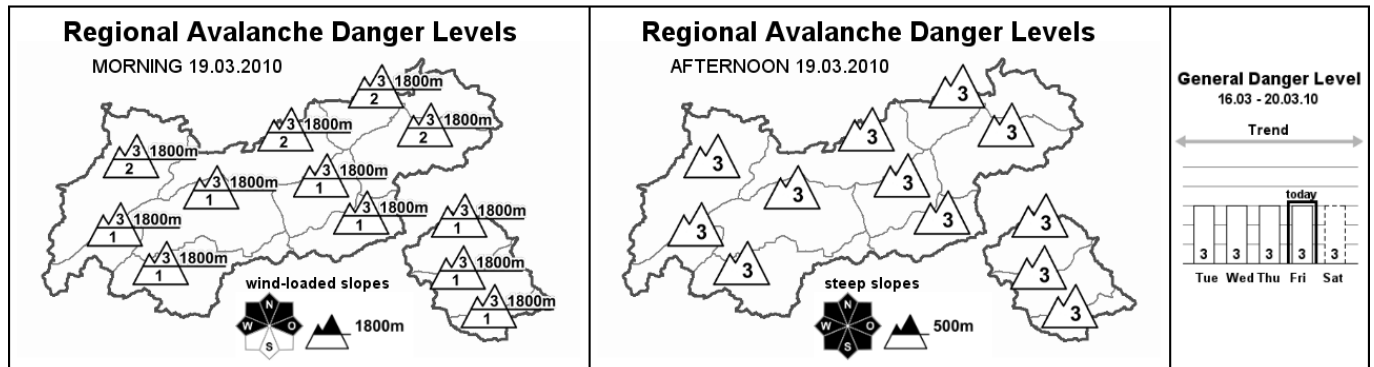 Regional Avalanche Danger Levels
MORNING 19.03.2010
3 1800m
2
3 1800m
2
3 1800m
2
3 1800m
2
3 1800m
1
3 1800m
1
3 1800m
1
3 1800m
1
3 1800m
1
3 1800m
1
3 1800m
1
3 1800m
1
wind-loaded slopes
N
W O
S
1800m
Regional Avalanche Danger Levels
AFTERNOON 19.03.2010
3
3
3
3
3
3
3
3
3
3
3
3
steep slopes
N
W O
S
500m
General Danger Level
16.03 - 20.03.10
Trend
today
3 3 3 3 3
Tue Wed Thu Fri Sat